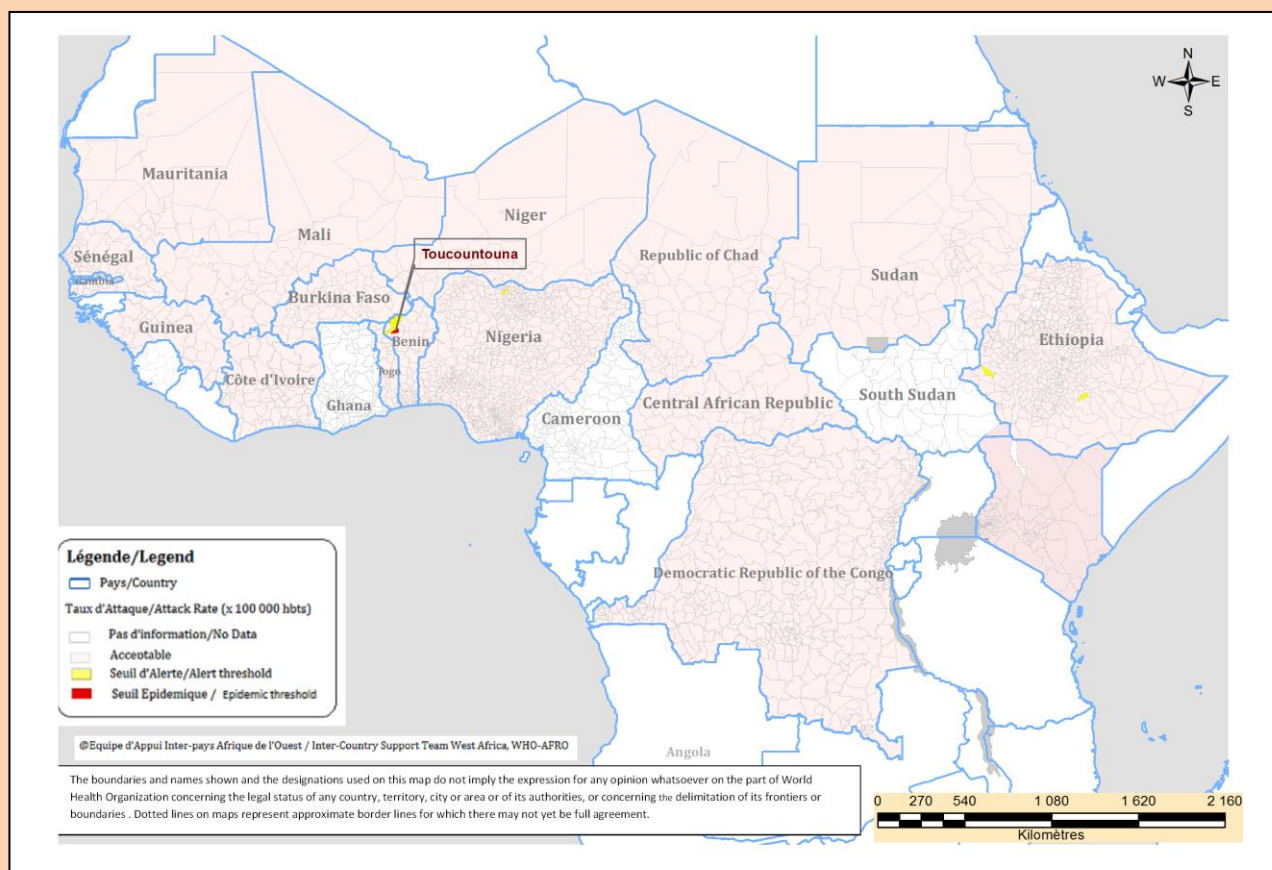 N
W E
S
Mauritania
Mali
Niger
Republic of Chad
Sudan
Sénégal
Gambia
Toucountouna
Burkina Faso
Guinea
Benin
Nigeria
Ethiopia
Togo
Côte d'Ivoire
Ghana
Cameroon
Central African Republic
South Sudan
Democratic Republic of the Congo
Angola
Légende/Legend
Pays/Country
Taux d'Attaque/Attack Rate (x 100 000 hbts)
Pas d'information/No Data
Acceptable
Seuil d'Alerte/Alert threshold
Seuil Epidemique / Epidemic threshold
@Equipe d'Appui Inter-pays Afrique de l'Ouest / Inter-Country Support Team West Africa, WHO-AFRO
The boundaries and names shown and the designations used on this map do not imply the expression for any opinion whatsoever on the part of World
Health Organization concerning the legal status of any country, territory, city or area or of its authorities, or concerning the delimitation of its frontiers or
boundaries . Dotted lines on maps represent approximate border lines for which there may not yet be full agreement.
0 270 540 1 080 1 620 2 160
Kilomètres